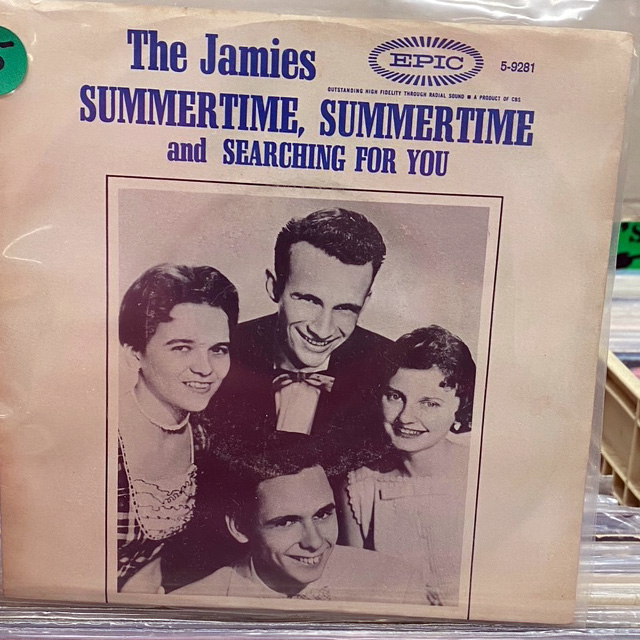 The Jamies
EPIC
5-9281
OUTSTANDING HIGH FIDELITY THROUGH RADIAL SOUND ■ A PRODUCT OF CBS
SUMMERTIME, SUMMERTIME
and SEARCHING FOR YOU